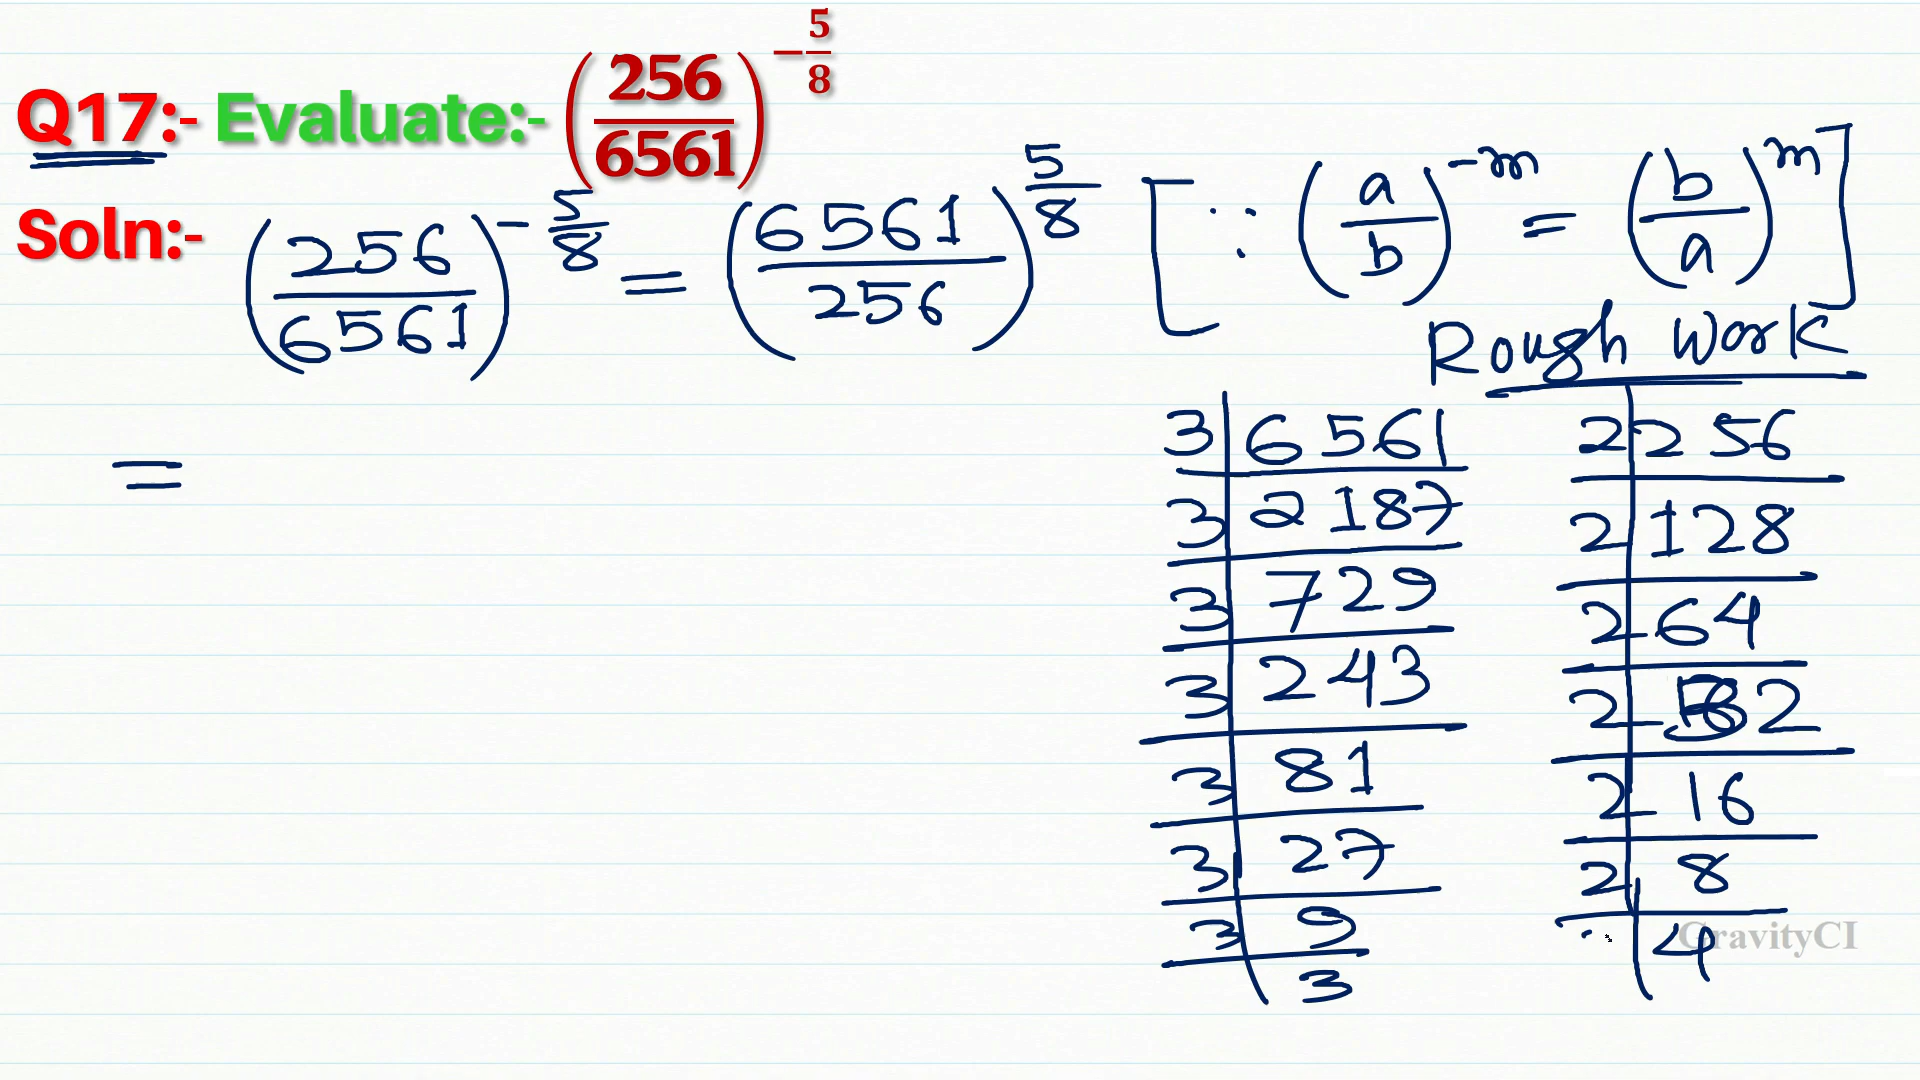 Q17:- Evaluate:- (256/6561)^(-5/8)
Soln:- (256/6561)^(-5/8) = (6561/256)^(5/8) [∵ (a/b)^(-m) = (b/a)^m]
Rough Work
=
3 | 6561
3 | 2187
3 | 729
3 | 243
3 | 81
3 | 27
3 | 9
3
2 | 256
2 | 128
2 | 64
2 | 32
2 | 16
2 | 8
4
GravityCI